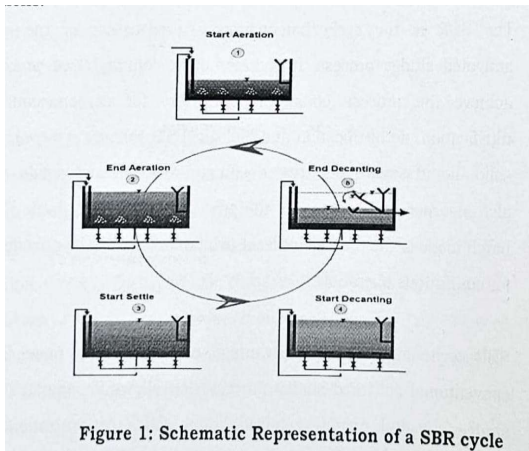 Start Aeration
1
End Aeration
2
End Decanting
5
Start Settle
3
Start Decanting
4
Figure 1: Schematic Representation of a SBR cycle